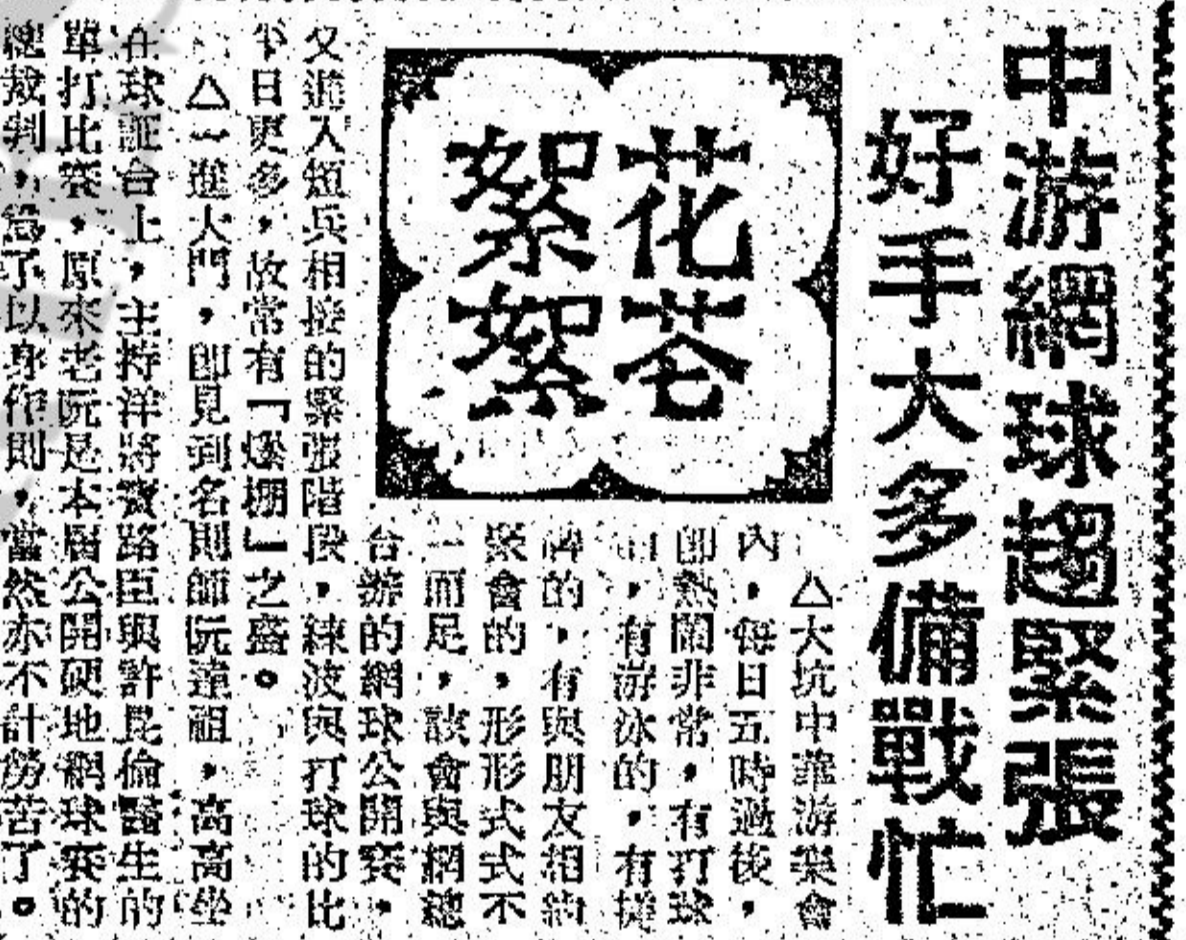 中游網球趨緊張
好手大多備戰忙
花花
絮絮
△大坑中華游樂會
內，每日五時過後，
即熱鬧非常，有打球
，有游泳的，有搓
牌的，有與朋友相約
聚會的，形形式式不
一而足，該會與網總
合辦的網球公開賽，
又進入短兵相接的緊張階段，練波與打球的比
日更多，故常有「爆棚」之盛。
△一進大門，即見到名則師阮達祖，高高坐
在球証台上，主持洋將賓路臣與許昆倫醫生的
單打比賽，原來老阮是本屆公開硬地網球賽的
總裁判，為了以身作則，當然亦不計勞苦了。